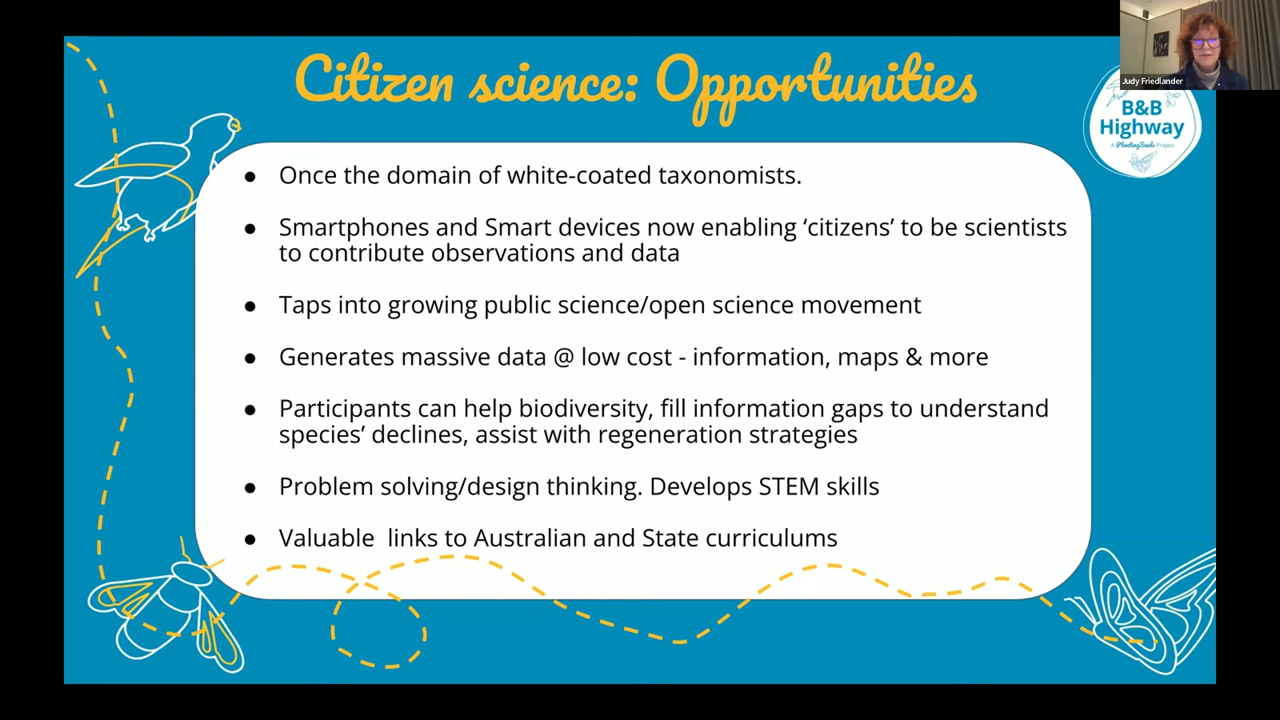 Citizen science: Opportunities
Judy Friedlander
B&B
Highway
A PlantingSeeds Project
● Once the domain of white-coated taxonomists.
● Smartphones and Smart devices now enabling ‘citizens’ to be scientists
to contribute observations and data
● Taps into growing public science/open science movement
● Generates massive data @ low cost - information, maps & more
● Participants can help biodiversity, fill information gaps to understand
species’ declines, assist with regeneration strategies
● Problem solving/design thinking. Develops STEM skills
● Valuable  links to Australian and State curriculums